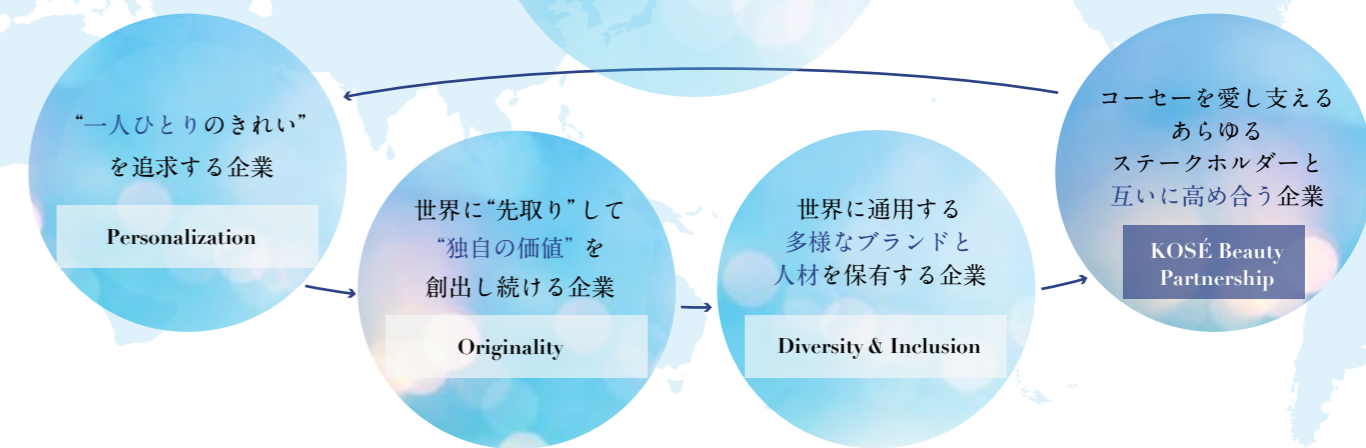 “一人ひとりのきれい”
を追求する企業
Personalization
世界に“先取り”して
“独自の価値” を
創出し続ける企業
Originality
世界に通用する
多様なブランドと
人材を保有する企業
Diversity & Inclusion
コーセーを愛し支える
あらゆる
ステークホルダーと
互いに高め合う企業
KOSÉ Beauty
Partnership